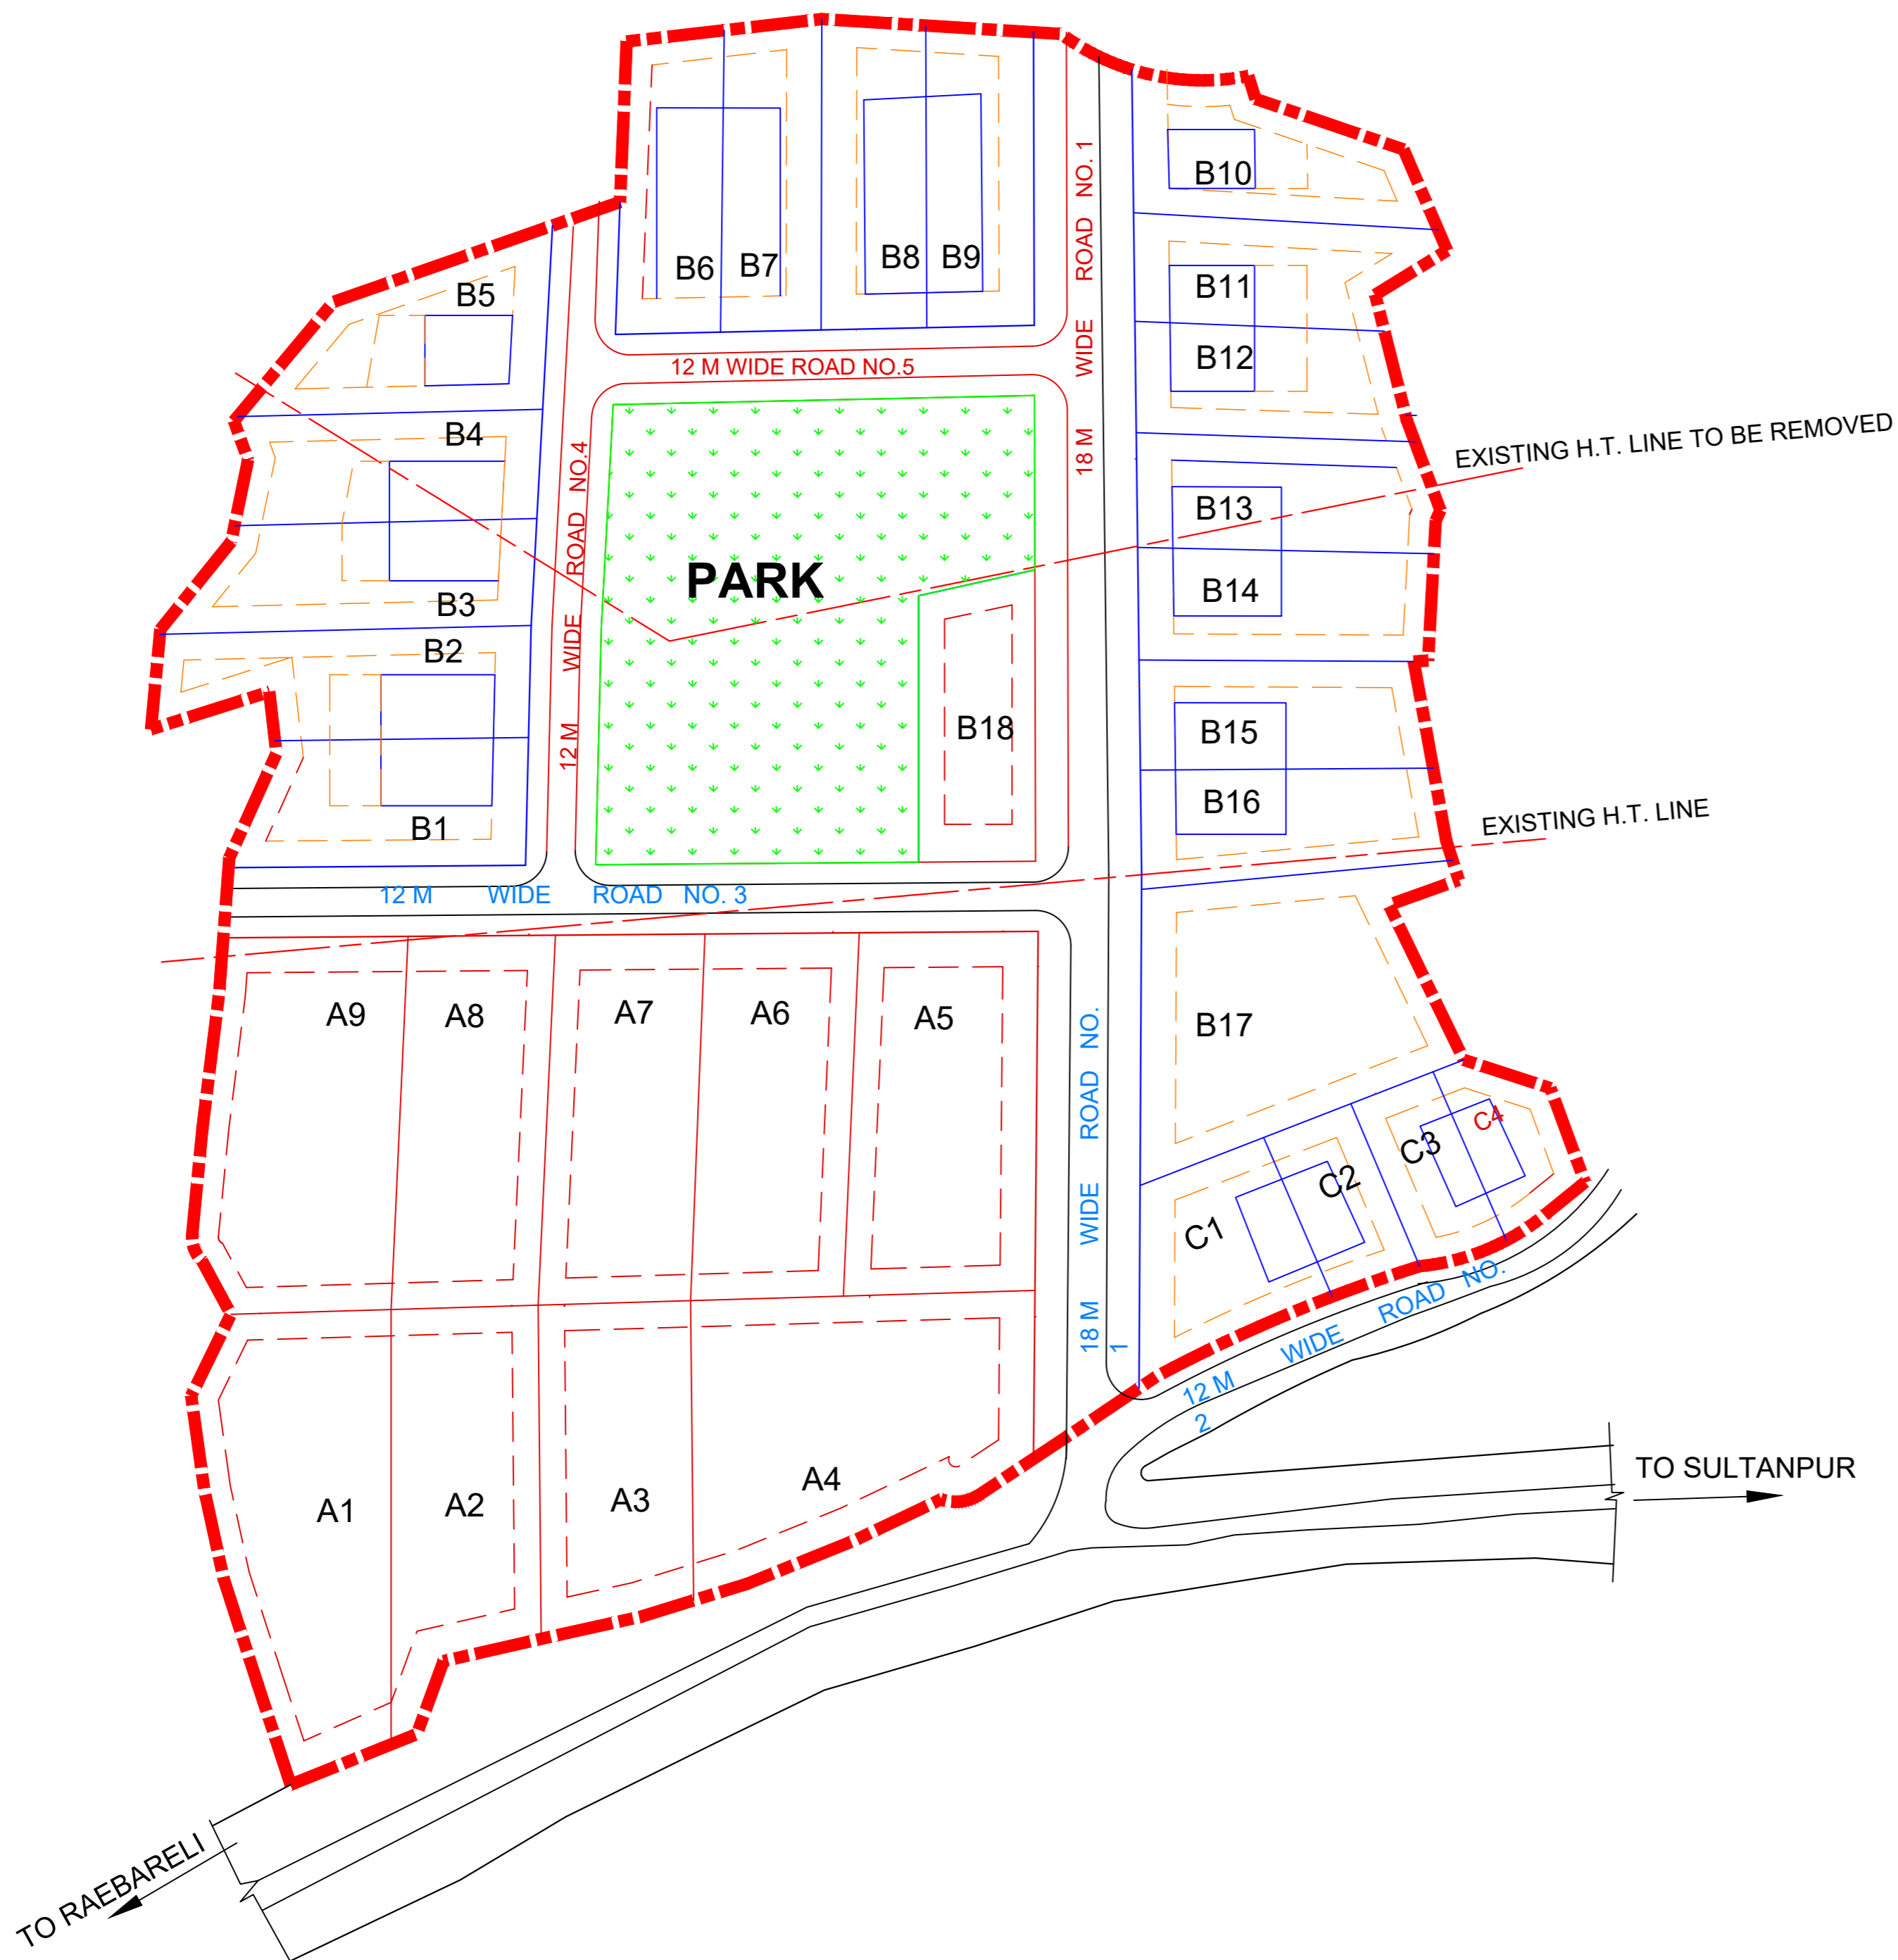 18 M WIDE ROAD NO. 1
B10
B6
B7
B8
B9
B5
B11
B12
12 M WIDE ROAD NO.5
B4
EXISTING H.T. LINE TO BE REMOVED
12 M WIDE ROAD NO.4
B13
PARK
B14
B3
B2
B18
B15
B16
B1
EXISTING H.T. LINE
12 M WIDE ROAD NO. 3
A9
A8
A7
A6
A5
B17
18 M WIDE ROAD NO.
1
C4
C3
C2
C1
12 M WIDE ROAD NO.
2
A1
A2
A3
A4
TO SULTANPUR
TO RAEBARELI